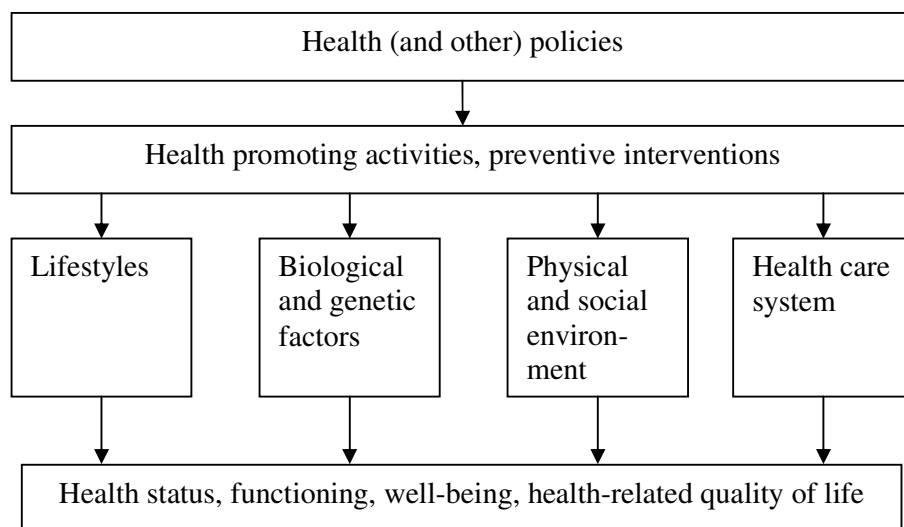 Health (and other) policies
Health promoting activities, preventive interventions
Lifestyles
Biological
and genetic
factors
Physical
and social
environ-
ment
Health care
system
Health status, functioning, well-being, health-related quality of life